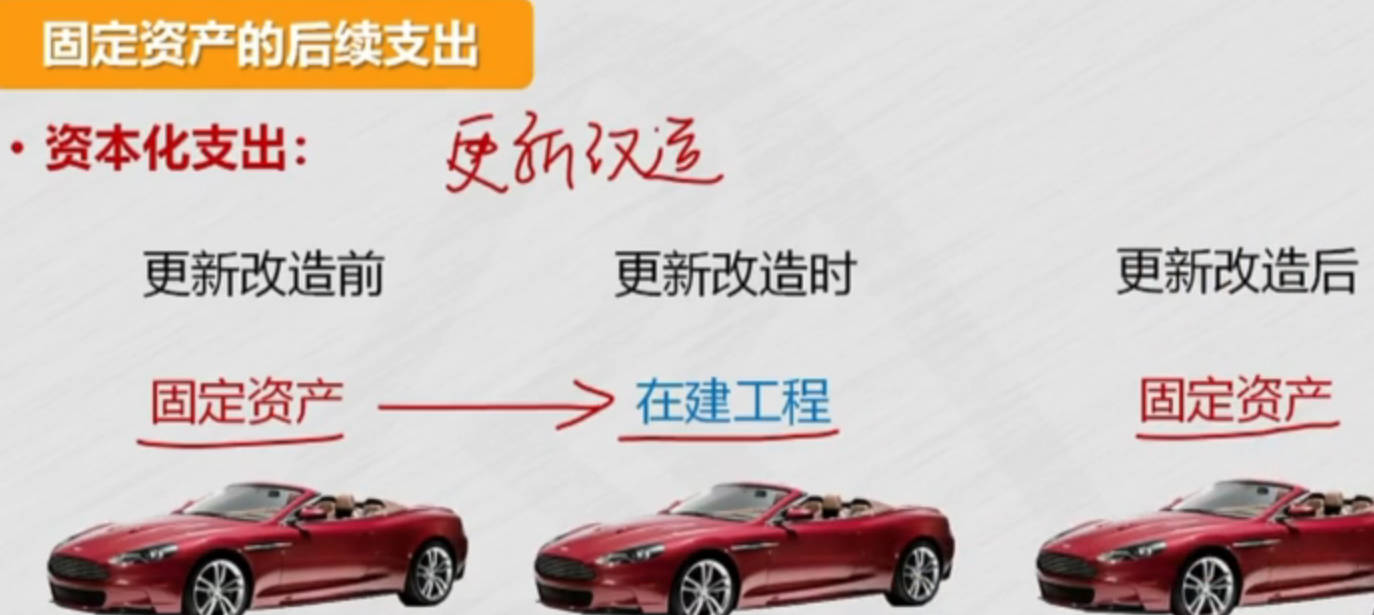 固定资产的后续支出
· 资本化支出： 更新改造
更新改造前 更新改造时 更新改造后
固定资产 在建工程 固定资产